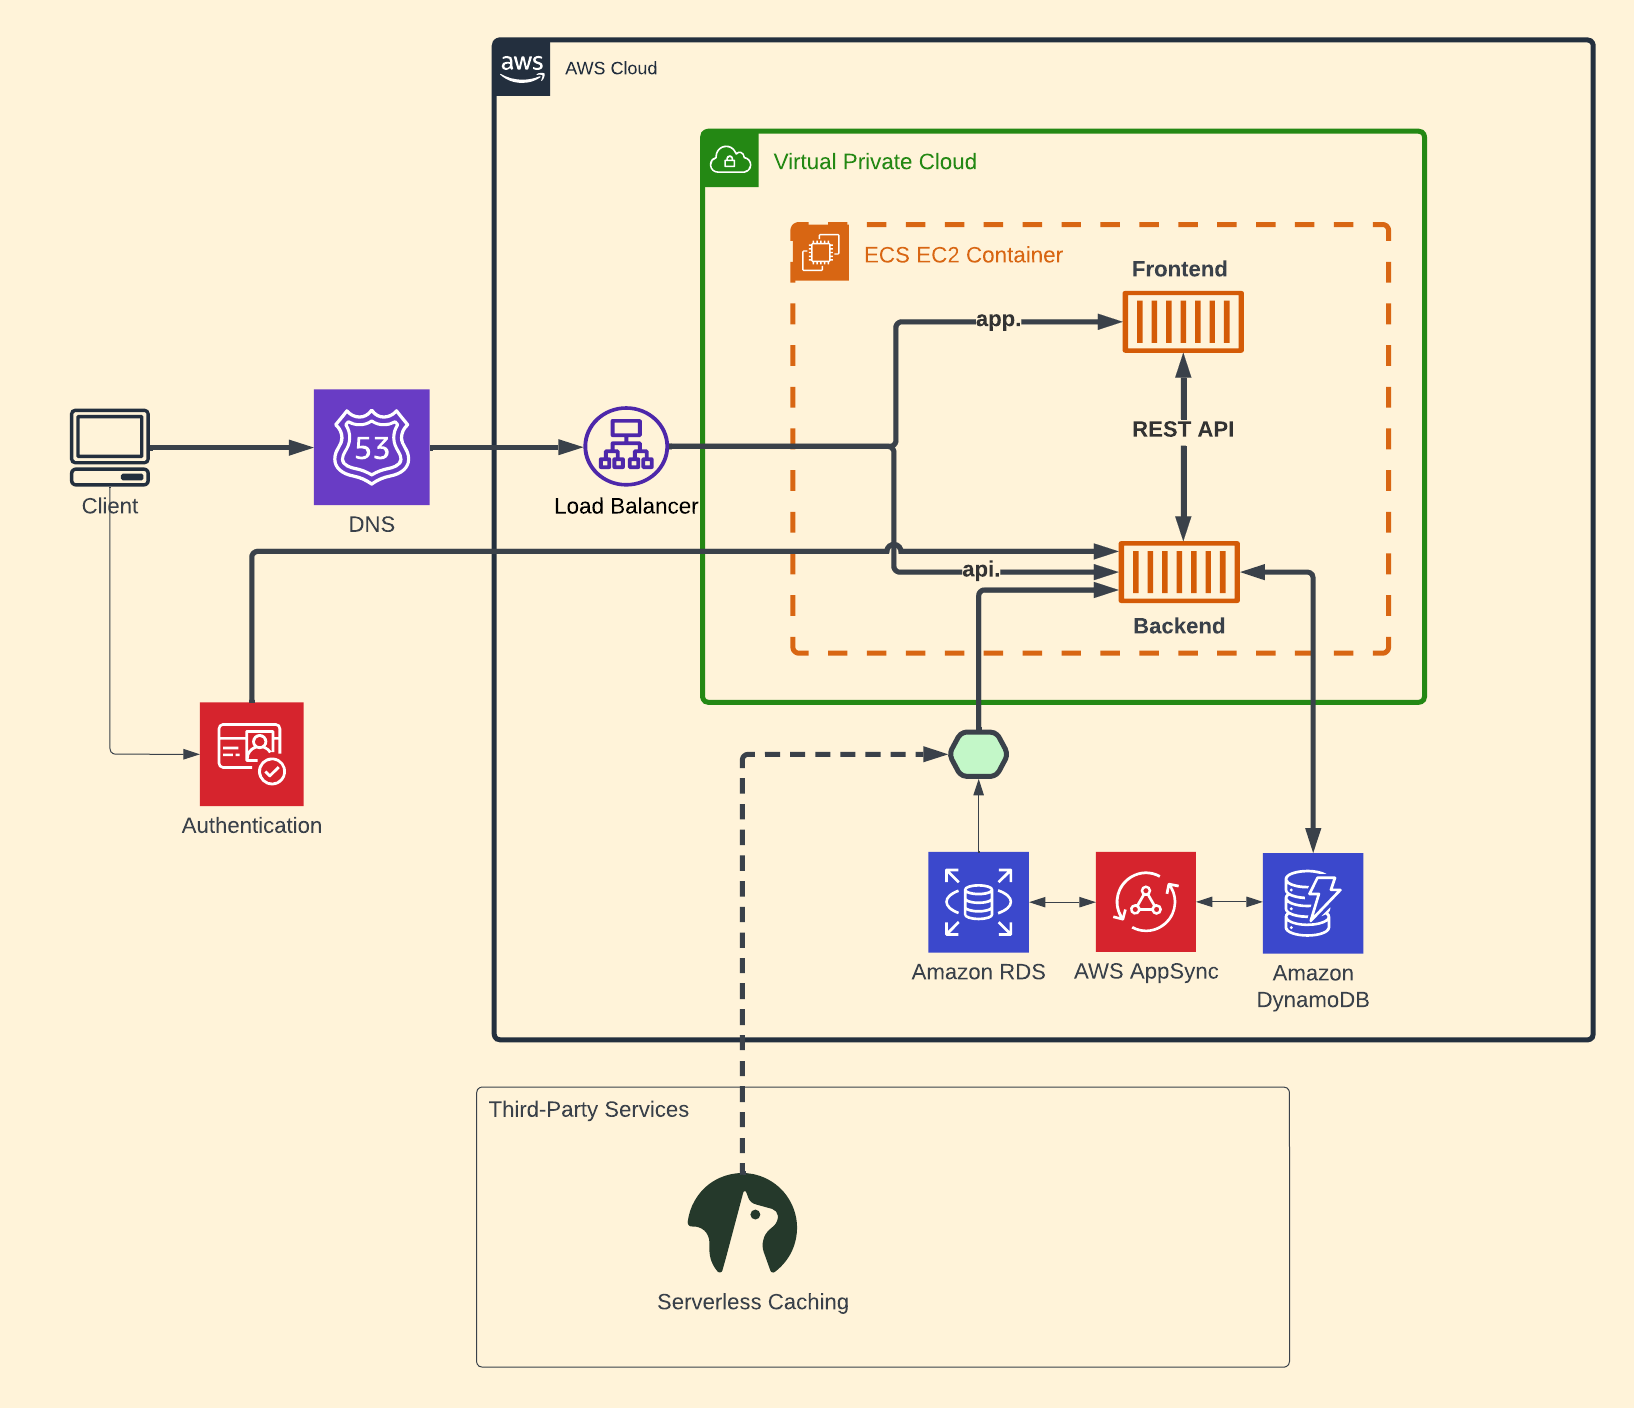 aws
AWS Cloud
Virtual Private Cloud
ECS EC2 Container
Frontend
app.
REST API
53
Client
DNS
Load Balancer
api.
Backend
Authentication
Amazon RDS
AWS AppSync
Amazon
DynamoDB
Third-Party Services
Serverless Caching